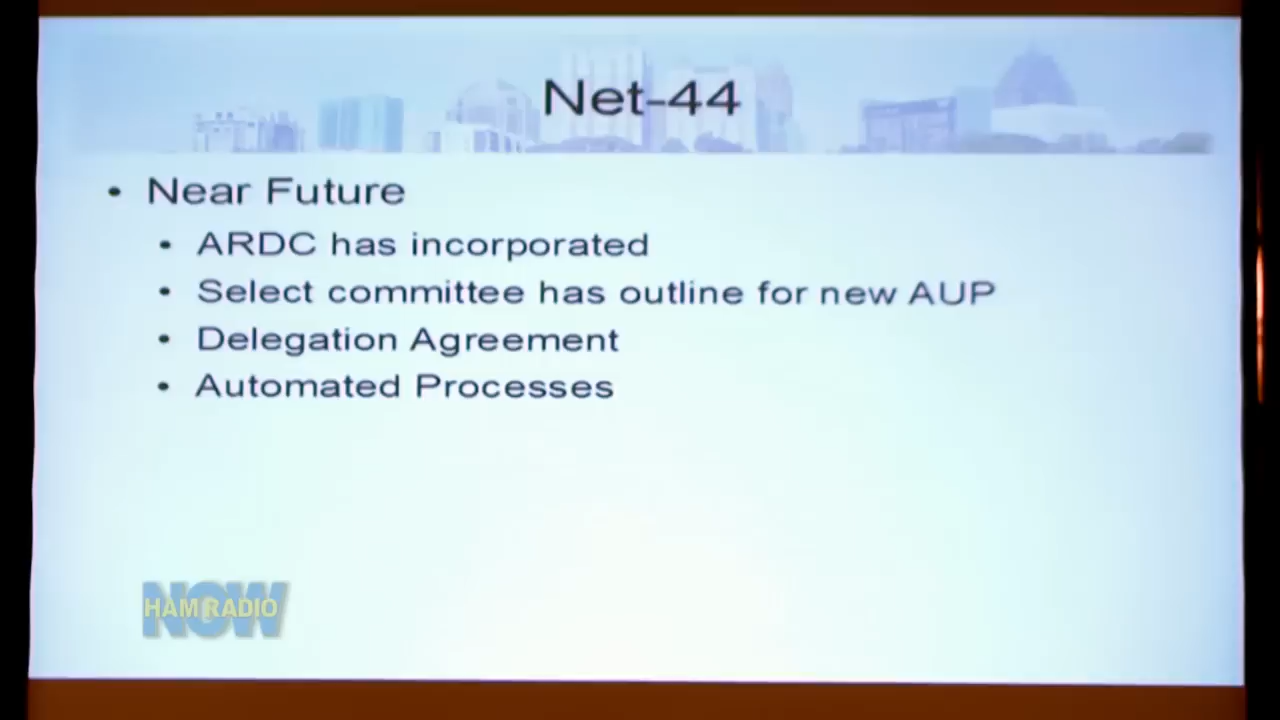 Net-44
• Near Future
• ARDC has incorporated
• Select committee has outline for new AUP
• Delegation Agreement
• Automated Processes
NOW
HAM RADIO